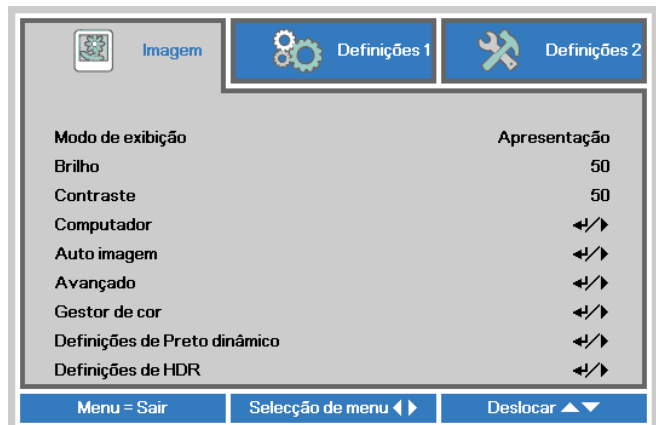 Imagem
Definições 1
Definições 2
Modo de exibição Apresentação
Brilho 50
Contraste 50
Computador ↵/▶
Auto imagem ↵/▶
Avançado ↵/▶
Gestor de cor ↵/▶
Definições de Preto dinâmico ↵/▶
Definições de HDR ↵/▶
Menu = Sair
Selecção de menu ◀▶
Deslocar ▲▼